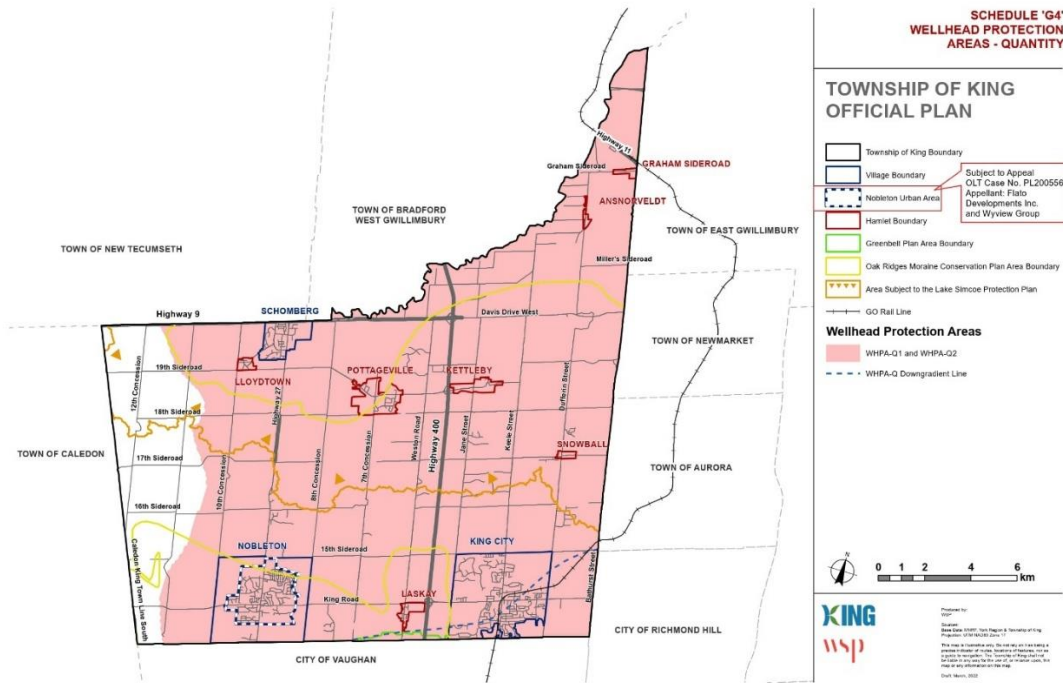 SCHEDULE 'G4'
WELLHEAD PROTECTION
AREAS - QUANTITY
TOWNSHIP OF KING
OFFICIAL PLAN
Township of King Boundary
Village Boundary
Nobleton Urban Area
Subject to Appeal
OLT Case No. PL200556
Appellant: Flato
Developments Inc.
and Wyview Group
Hamlet Boundary
Greenbelt Plan Area Boundary
Oak Ridges Moraine Conservation Plan Area Boundary
Area Subject to the Lake Simcoe Protection Plan
GO Rail Line
Wellhead Protection Areas
WHPA-Q1 and WHPA-Q2
WHPA-Q Downgradient Line
N
0 1 2 4 6
km
KING
wsp
Produced by:
WSP
Draft: March, 2022
Highway 11
Graham Sideroad
GRAHAM SIDEROAD
ANSNORVELDT
TOWN OF BRADFORD
WEST GWILLIMBURY
TOWN OF EAST GWILLIMBURY
TOWN OF NEW TECUMSETH
Miller's Sideroad
Highway 9
SCHOMBERG
Davis Drive West
TOWN OF NEWMARKET
19th Sideroad
LLOYDTOWN
POTTAGEVILLE
KETTLEBY
12th Concession
18th Sideroad
Highway 27
Weston Road
Highway 400
Jane Street
Keele Street
Dufferin Street
SNOWBALL
TOWN OF CALEDON
17th Sideroad
10th Concession
8th Concession
7th Concession
TOWN OF AURORA
16th Sideroad
NOBLETON
15th Sideroad
KING CITY
Caledon King Town Line South
King Road
LASKAY
Bathurst Street
CITY OF RICHMOND HILL
CITY OF VAUGHAN